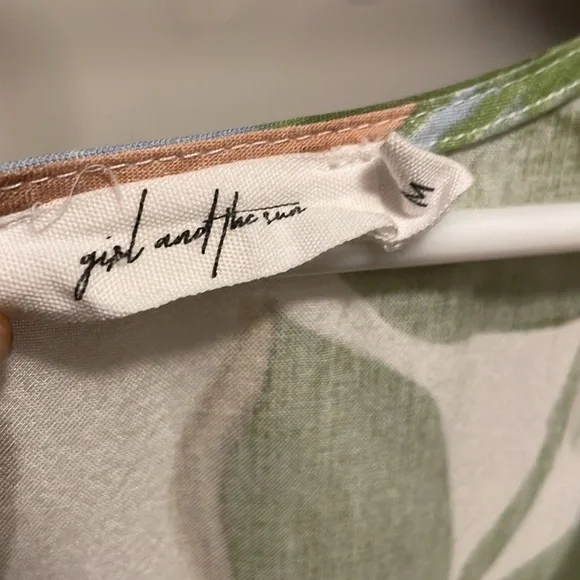 girl and the sun
M